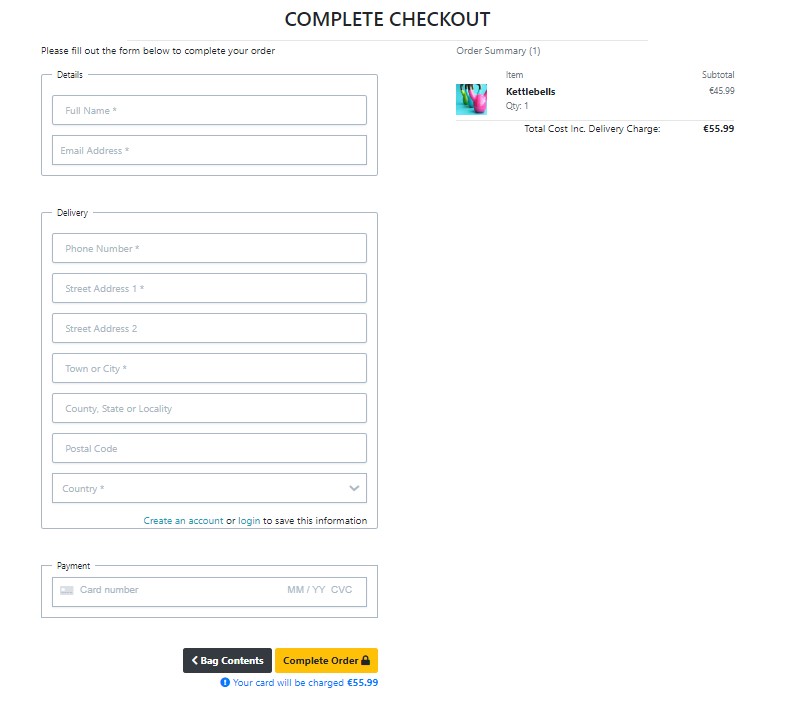 COMPLETE CHECKOUT
Please fill out the form below to complete your order
Details
Full Name *
Email Address *
Delivery
Phone Number *
Street Address 1 *
Street Address 2
Town or City *
County, State or Locality
Postal Code
Country *
Create an account or login to save this information
Payment
Card number MM / YY CVC
Bag Contents Complete Order
Your card will be charged €55.99
Order Summary (1)
Item Subtotal
Kettlebells €45.99
Qty: 1
Total Cost Inc. Delivery Charge: €55.99